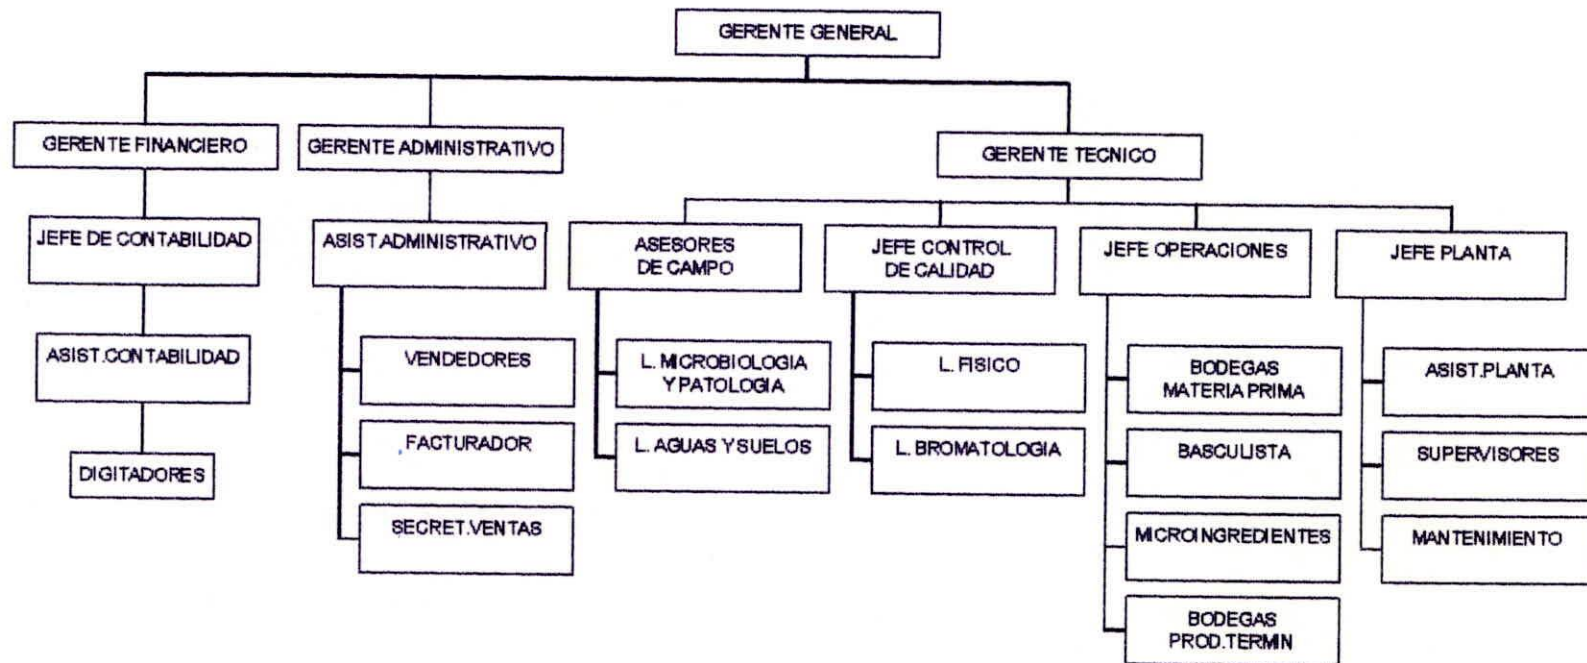 GERENTE GENERAL
GERENTE FINANCIERO
GERENTE ADMINISTRATIVO
GERENTE TECNICO
JEFE DE CONTABILIDAD
ASIST ADMINISTRATIVO
ASESORES
DE CAMPO
JEFE CONTROL
DE CALIDAD
JEFE OPERACIONES
JEFE PLANTA
ASIST.CONTABILIDAD
VENDEDORES
L. MICROBIOLOGIA
Y PATOLOGIA
L. FISICO
BODEGAS
MATERIA PRIMA
ASIST.PLANTA
DIGITADORES
FACTURADOR
L. AGUAS Y SUELOS
L. BROMATOLOGIA
BASCULISTA
SUPERVISORES
SECRET.VENTAS
MICROINGREDIENTES
MANTENIMIENTO
BODEGAS
PROD.TERMIN